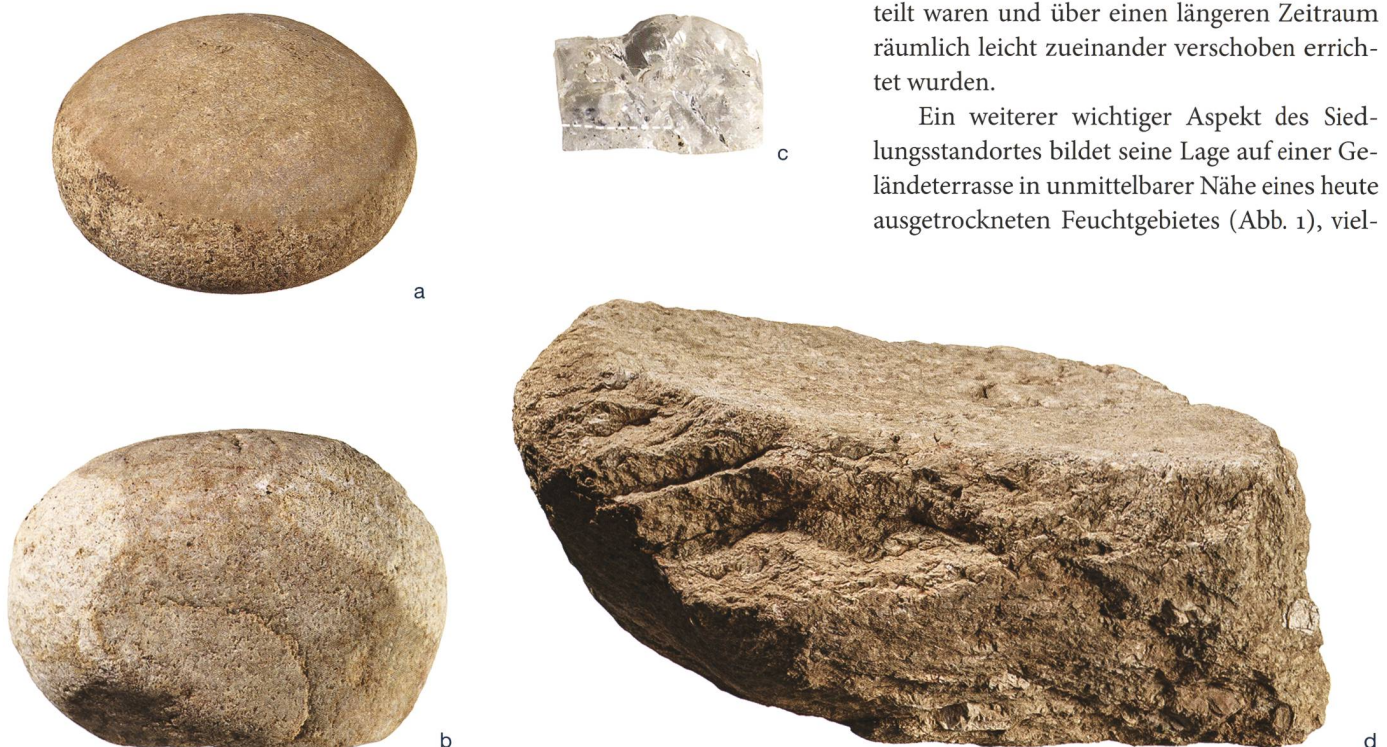 teilt waren und über einen längeren Zeitraum
räumlich leicht zueinander verschoben errich-
tet wurden.
Ein weiterer wichtiger Aspekt des Sied-
lungsstandortes bildet seine Lage auf einer Ge-
ländeterrasse in unmittelbarer Nähe eines heute
ausgetrockneten Feuchtgebietes (Abb. 1), viel-
c
a
b
d